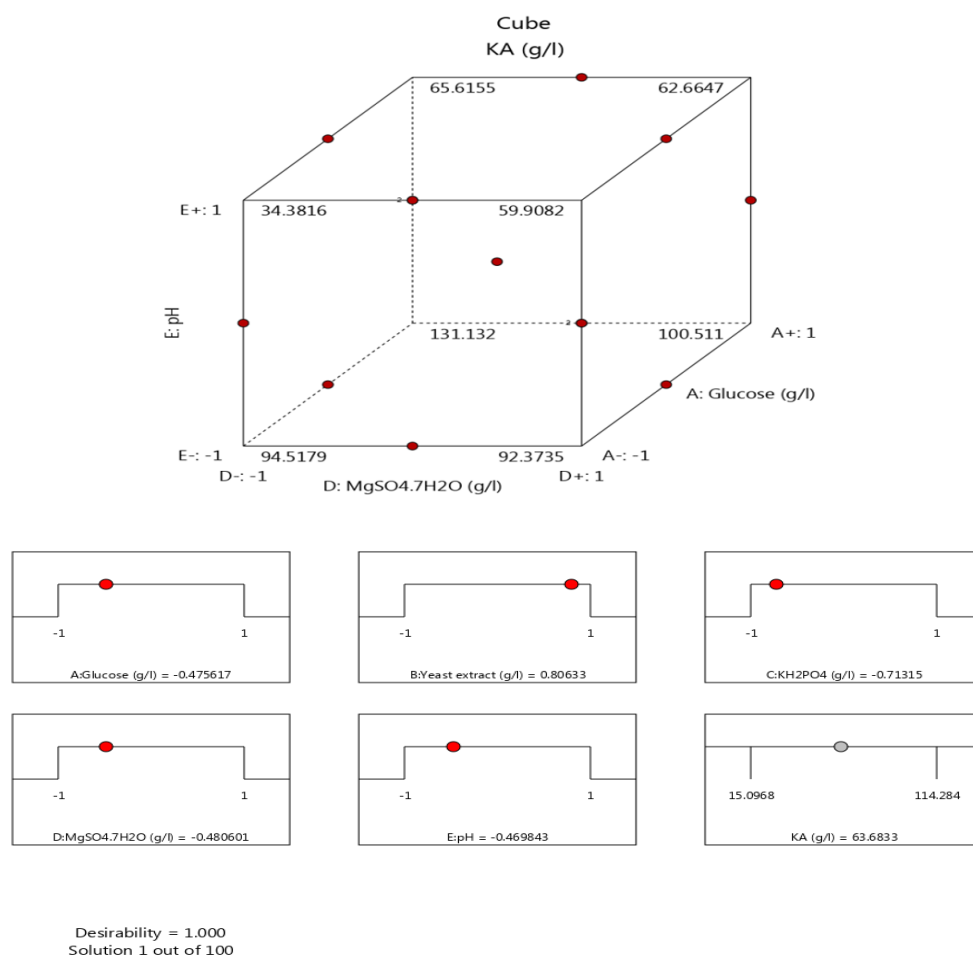 Cube
KA (g/l)
65.6155 62.6647
E+: 1 34.3816 2 59.9082
E: pH
2
131.132 100.511 A+: 1
A: Glucose (g/l)
E-: -1 94.5179 92.3735 A-: -1
D-: -1 D+: 1
D: MgSO4.7H2O (g/l)
-1 1
A:Glucose (g/l) = -0.475617
-1 1
B:Yeast extract (g/l) = 0.80633
-1 1
C:KH2PO4 (g/l) = -0.71315
-1 1
D:MgSO4.7H2O (g/l) = -0.480601
-1 1
E:pH = -0.469843
15.0968 114.284
KA (g/l) = 63.6833
Desirability = 1.000
Solution 1 out of 100